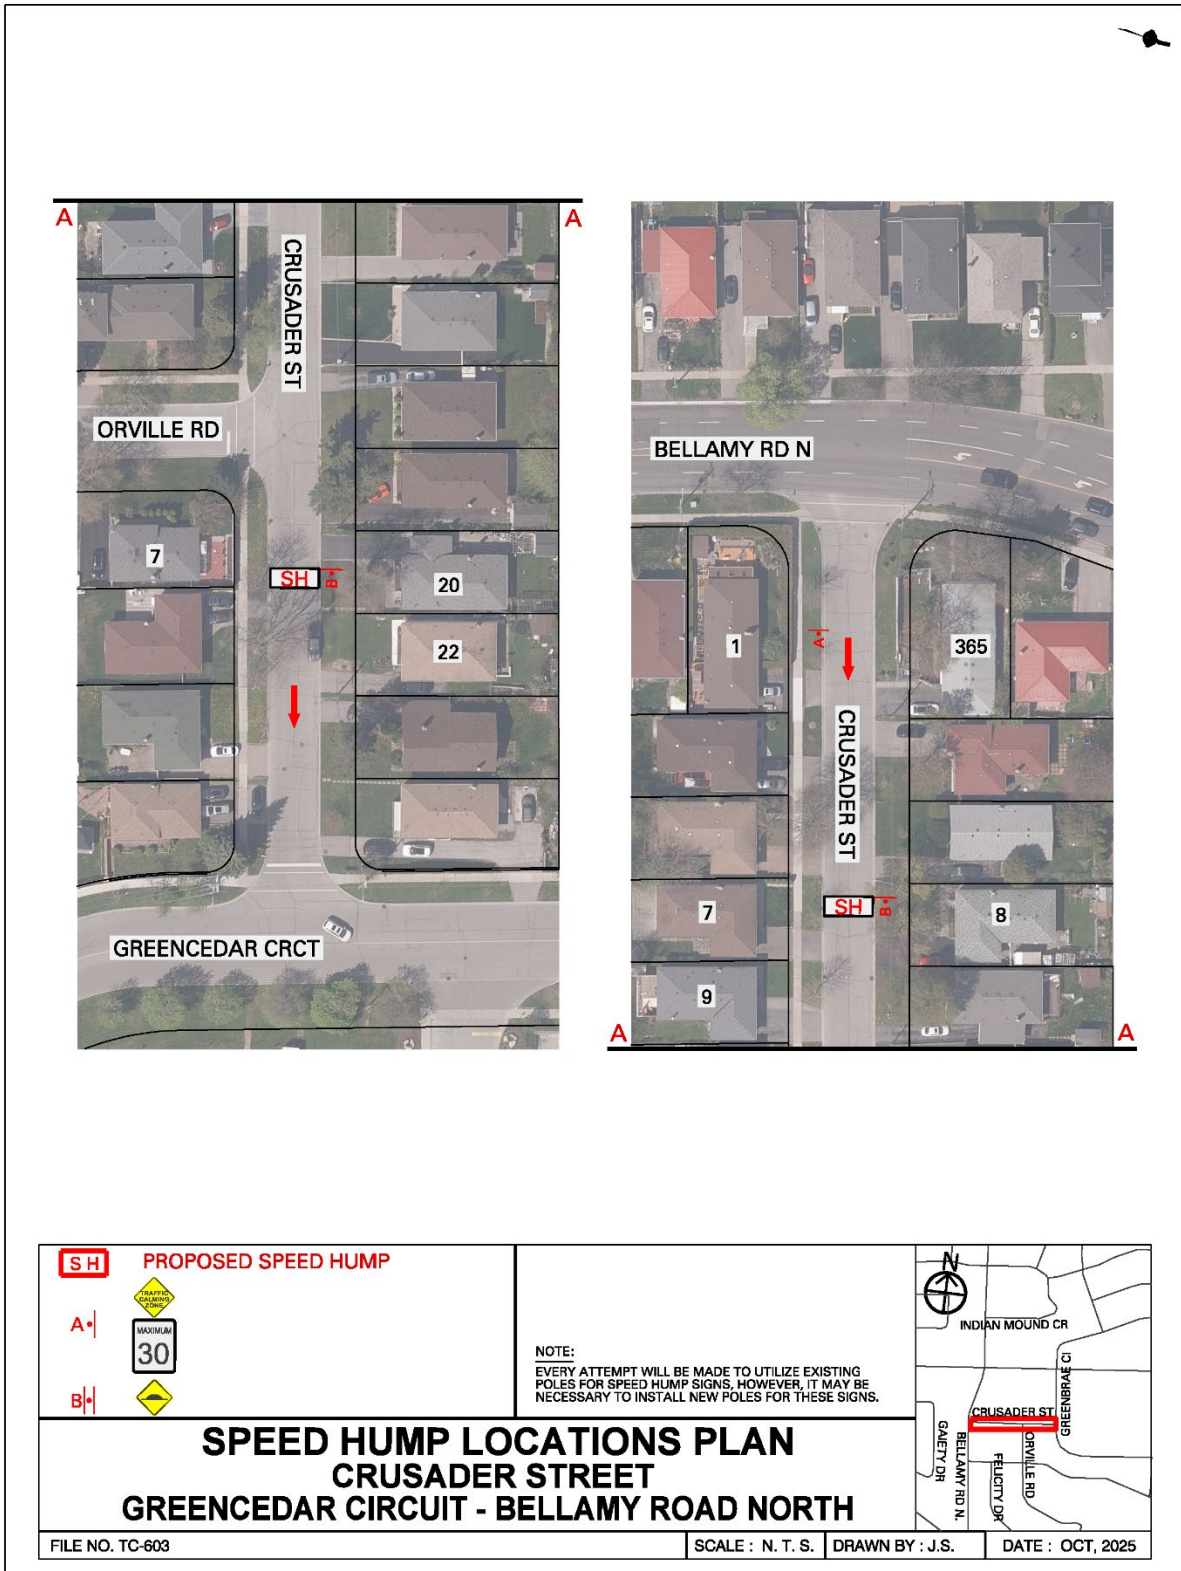 A
A
CRUSADER ST
ORVILLE RD
7
SH
B
20
22
GREENCEDAR CRCT
BELLAMY RD N
1
A
365
CRUSADER ST
7
SH
B
8
9
A
A
SH PROPOSED SPEED HUMP
TRAFFIC
CALMING
ZONE
A
MAXIMUM
30
B
NOTE:
EVERY ATTEMPT WILL BE MADE TO UTILIZE EXISTING
POLES FOR SPEED HUMP SIGNS, HOWEVER, IT MAY BE
NECESSARY TO INSTALL NEW POLES FOR THESE SIGNS.
N
INDIAN MOUND CR
GREENBRAE CI
CRUSADER ST
GAIETY DR
BELLAMY RD N.
FELICITY DR
ORVILLE RD
SPEED HUMP LOCATIONS PLAN
CRUSADER STREET
GREENCEDAR CIRCUIT - BELLAMY ROAD NORTH
FILE NO. TC-603
SCALE : N. T. S.
DRAWN BY : J.S.
DATE : OCT, 2025